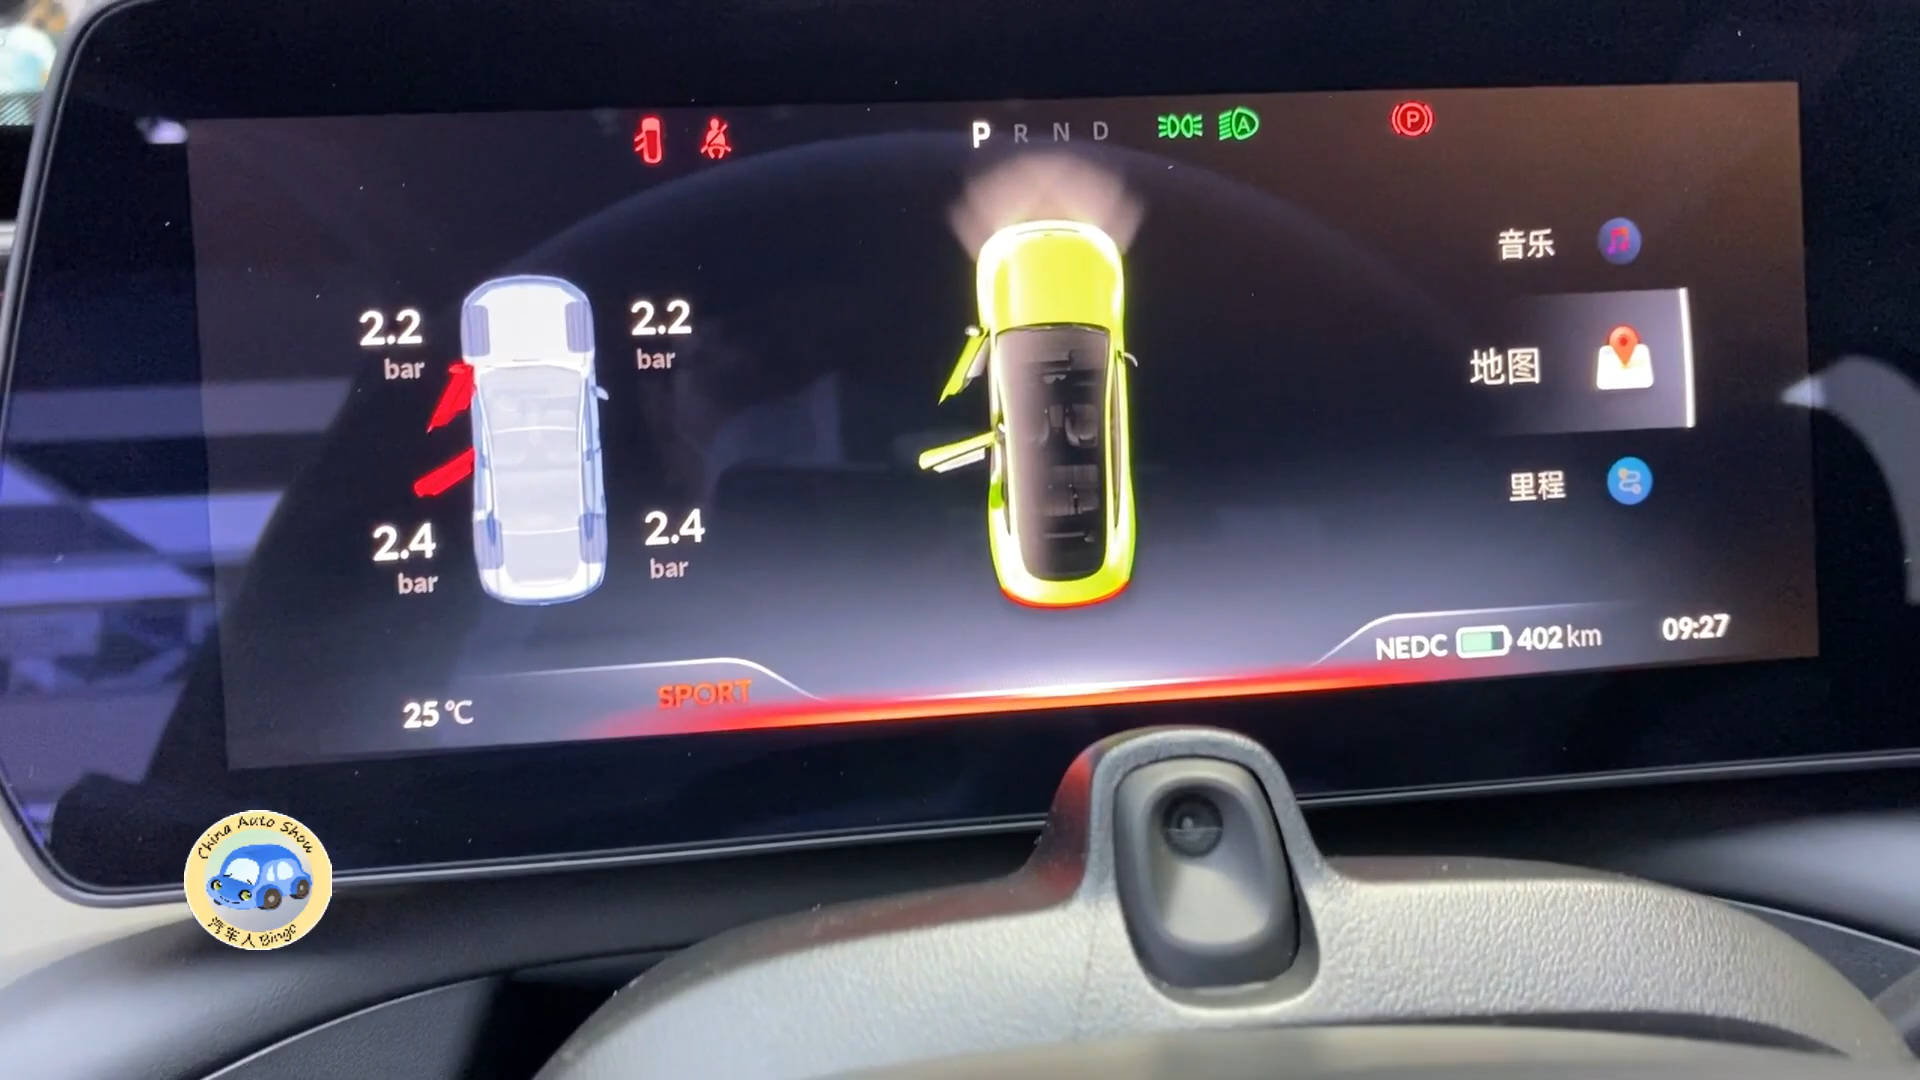 P R N D
2.2
bar
2.2
bar
2.4
bar
2.4
bar
音乐
地图
里程
NEDC 402 km
09:27
25 °C
SPORT
China Auto Show
汽车人Bingo